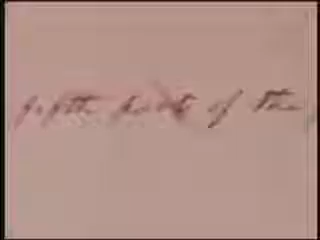 fifth part of the